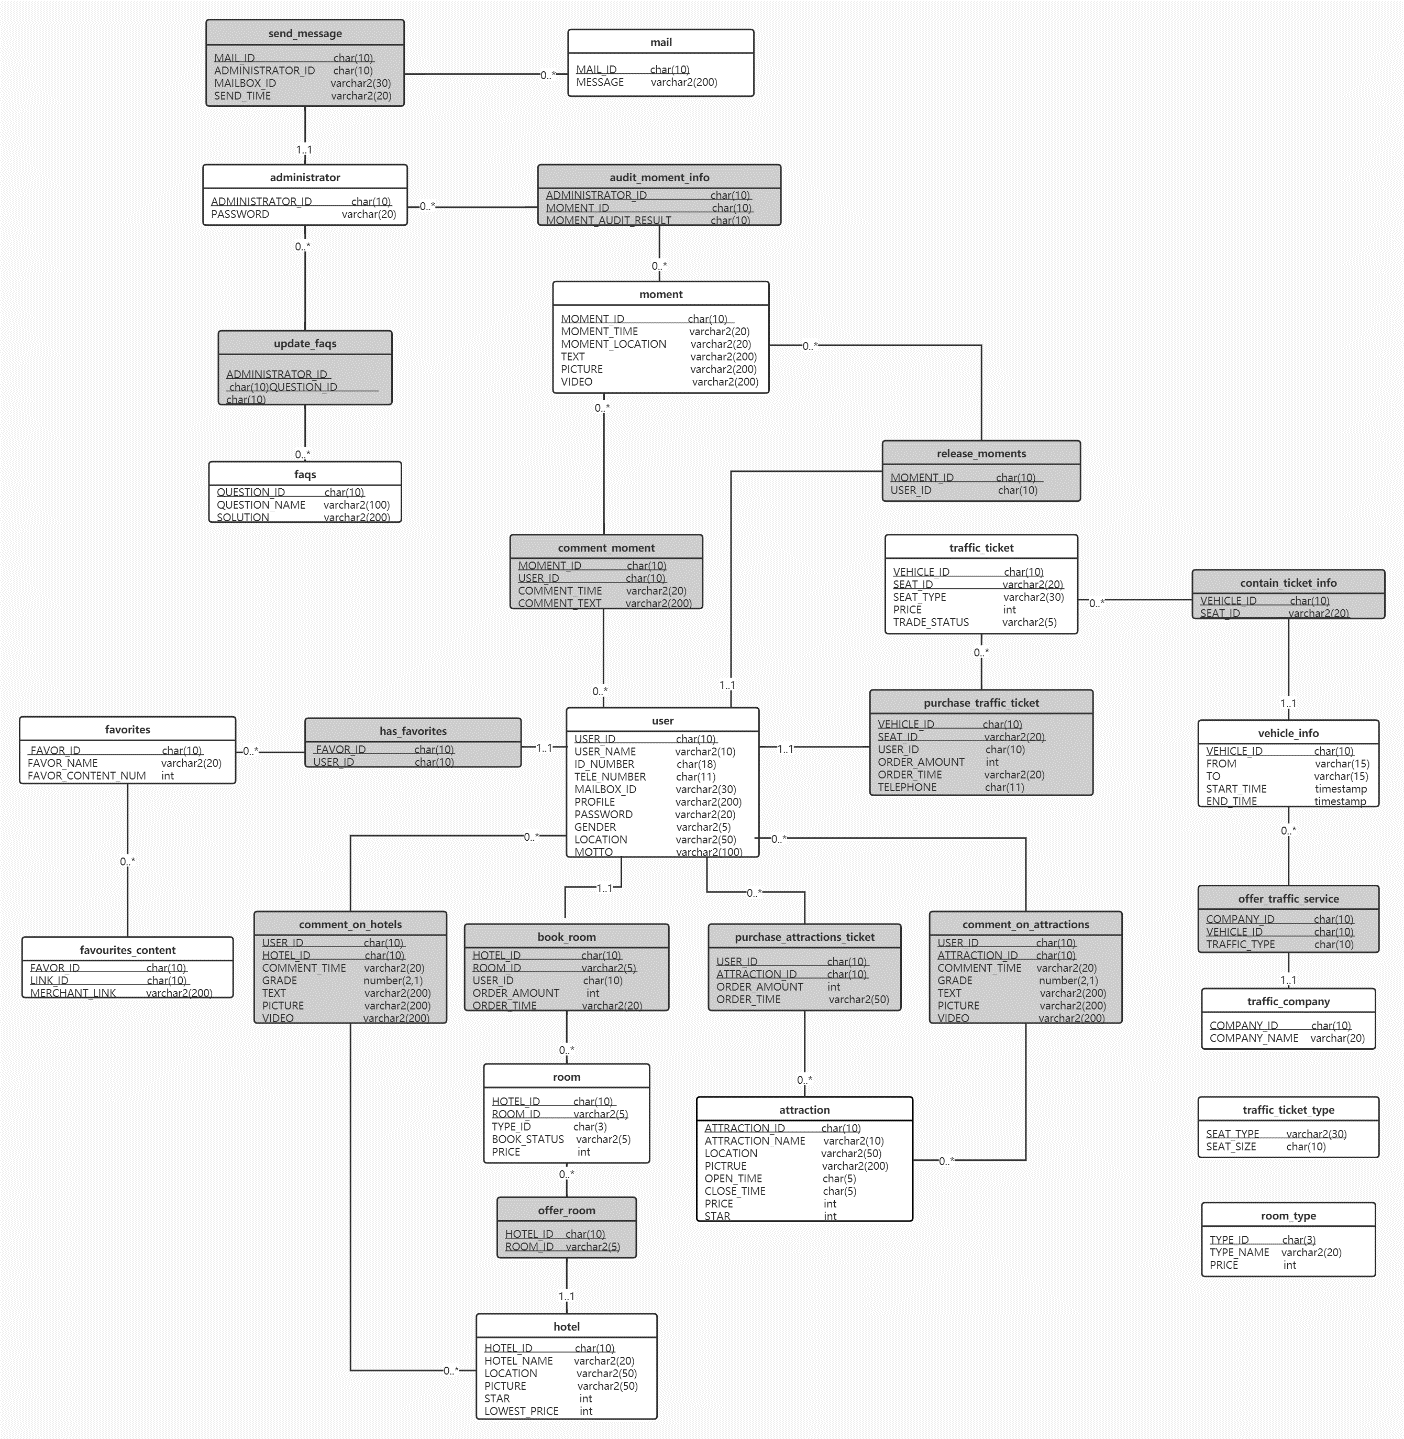 send_message
MAIL_ID char(10)
ADMINISTRATOR_ID char(10)
MAILBOX_ID varchar2(30)
SEND_TIME varchar2(20)
mail
MAIL_ID char(10)
MESSAGE varchar2(200)
0..*
1..1
administrator
ADMINISTRATOR_ID char(10)
PASSWORD varchar(20)
0..*
audit_moment_info
ADMINISTRATOR_ID char(10)
MOMENT_ID char(10)
MOMENT_AUDIT_RESULT char(10)
0..*
0..*
moment
MOMENT_ID char(10)
MOMENT_TIME varchar2(20)
MOMENT_LOCATION varchar2(20)
TEXT varchar2(200)
PICTURE varchar2(200)
VIDEO varchar2(200)
0..*
0..*
update_faqs
ADMINISTRATOR_ID
char(10)QUESTION_ID
char(10)
0..*
faqs
QUESTION_ID char(10)
QUESTION_NAME varchar2(100)
SOLUTION varchar2(200)
release_moments
MOMENT_ID char(10)
USER_ID char(10)
comment_moment
MOMENT_ID char(10)
USER_ID char(10)
COMMENT_TIME varchar2(20)
COMMENT_TEXT varchar2(200)
traffic_ticket
VEHICLE_ID char(10)
SEAT_ID varchar2(20)
SEAT_TYPE varchar2(30)
PRICE int
TRADE_STATUS varchar2(5)
0..*
contain_ticket_info
VEHICLE_ID char(10)
SEAT_ID varchar2(20)
0..*
0..*
1..1
1..1
favorites
FAVOR_ID char(10)
FAVOR_NAME varchar2(20)
FAVOR_CONTENT_NUM int
0..*
has_favorites
FAVOR_ID char(10)
USER_ID char(10)
1..1
user
USER_ID char(10)
USER_NAME varchar2(10)
ID_NUMBER char(18)
TELE_NUMBER char(11)
MAILBOX_ID varchar2(30)
PROFILE varchar2(200)
PASSWORD varchar2(20)
GENDER varchar2(5)
LOCATION varchar2(50)
MOTTO varchar2(100)
1..1
purchase_traffic_ticket
VEHICLE_ID char(10)
SEAT_ID varchar2(20)
USER_ID char(10)
ORDER_AMOUNT int
ORDER_TIME varchar2(20)
TELEPHONE char(11)
vehicle_info
VEHICLE_ID char(10)
FROM varchar(15)
TO varchar(15)
START_TIME timestamp
END_TIME timestamp
0..*
0..*
0..*
0..*
1..1
0..*
favourites_content
FAVOR_ID char(10)
LINK_ID char(10)
MERCHANT_LINK varchar2(200)
comment_on_hotels
USER_ID char(10)
HOTEL_ID char(10)
COMMENT_TIME varchar2(20)
GRADE number(2,1)
TEXT varchar2(200)
PICTURE varchar2(200)
VIDEO varchar2(200)
book_room
HOTEL_ID char(10)
ROOM_ID varchar2(5)
USER_ID char(10)
ORDER_AMOUNT int
ORDER_TIME varchar2(20)
purchase_attractions_ticket
USER_ID char(10)
ATTRACTION_ID char(10)
ORDER_AMOUNT int
ORDER_TIME varchar2(50)
comment_on_attractions
USER_ID char(10)
ATTRACTION_ID char(10)
COMMENT_TIME varchar2(20)
GRADE number(2,1)
TEXT varchar2(200)
PICTURE varchar2(200)
VIDEO varchar2(200)
offer_traffic_service
COMPANY_ID char(10)
VEHICLE_ID char(10)
TRAFFIC_TYPE char(10)
1..1
traffic_company
COMPANY_ID char(10)
COMPANY_NAME varchar(20)
0..*
room
HOTEL_ID char(10)
ROOM_ID varchar2(5)
TYPE_ID char(3)
BOOK_STATUS varchar2(5)
PRICE int
0..*
0..*
attraction
ATTRACTION_ID char(10)
ATTRACTION_NAME varchar2(10)
LOCATION varchar2(50)
PICTRUE varchar2(200)
OPEN_TIME char(5)
CLOSE_TIME char(5)
PRICE int
STAR int
0..*
traffic_ticket_type
SEAT_TYPE varchar2(30)
SEAT_SIZE char(10)
offer_room
HOTEL_ID char(10)
ROOM_ID varchar2(5)
1..1
room_type
TYPE_ID char(3)
TYPE_NAME varchar2(20)
PRICE int
hotel
HOTEL_ID char(10)
HOTEL_NAME varchar2(20)
LOCATION varchar2(50)
PICTURE varchar2(50)
STAR int
LOWEST_PRICE int
0..*